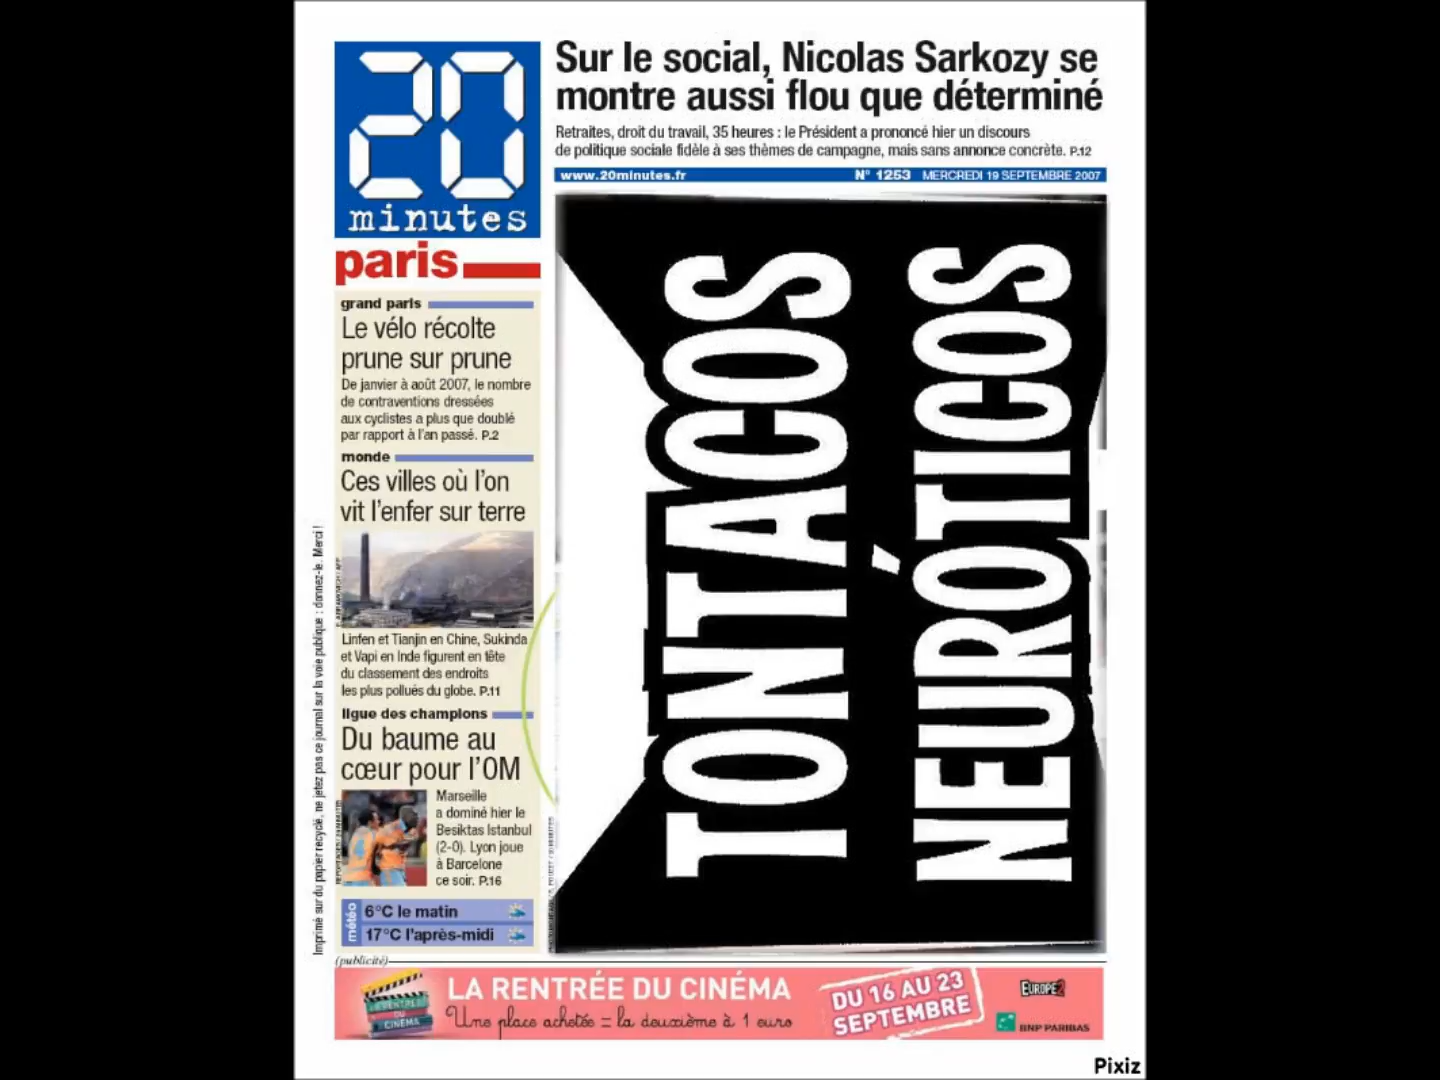 20
minutes
paris
Sur le social, Nicolas Sarkozy se
montre aussi flou que déterminé
Retraites, droit du travail, 35 heures : le Président a prononcé hier un discours
de politique sociale fidèle à ses thèmes de campagne, mais sans annonce concrète. P.12
www.20minutes.fr N° 1253 MERCREDI 19 SEPTEMBRE 2007
grand paris
Le vélo récolte
prune sur prune
De janvier à août 2007, le nombre
de contraventions dressées
aux cyclistes a plus que doublé
par rapport à l'an passé. P.2
monde
Ces villes où l'on
vit l'enfer sur terre
Linfen et Tianjin en Chine, Sukinda
et Vapi en Inde figurent en tête
du classement des endroits
les plus pollués du globe. P.11
ligue des champions
Du baume au
cœur pour l'OM
Marseille
a dominé hier le
Besiktas Istanbul
(2-0). Lyon joue
à Barcelone
ce soir. P.16
météo
6°C le matin
17°C l'après-midi
Imprimé sur du papier recyclé, ne jetez pas ce journal sur la voie publique : donnez-le. Merci !
TONTACOS
NEURÓTICOS
(publicité)
LA RENTRÉE DU CINÉMA
LA RENTRÉE DU CINÉMA
Une place achetée = la deuxième à 1 euro
DU 16 AU 23
SEPTEMBRE
EUROPE2
BNP PARIBAS
Pixiz